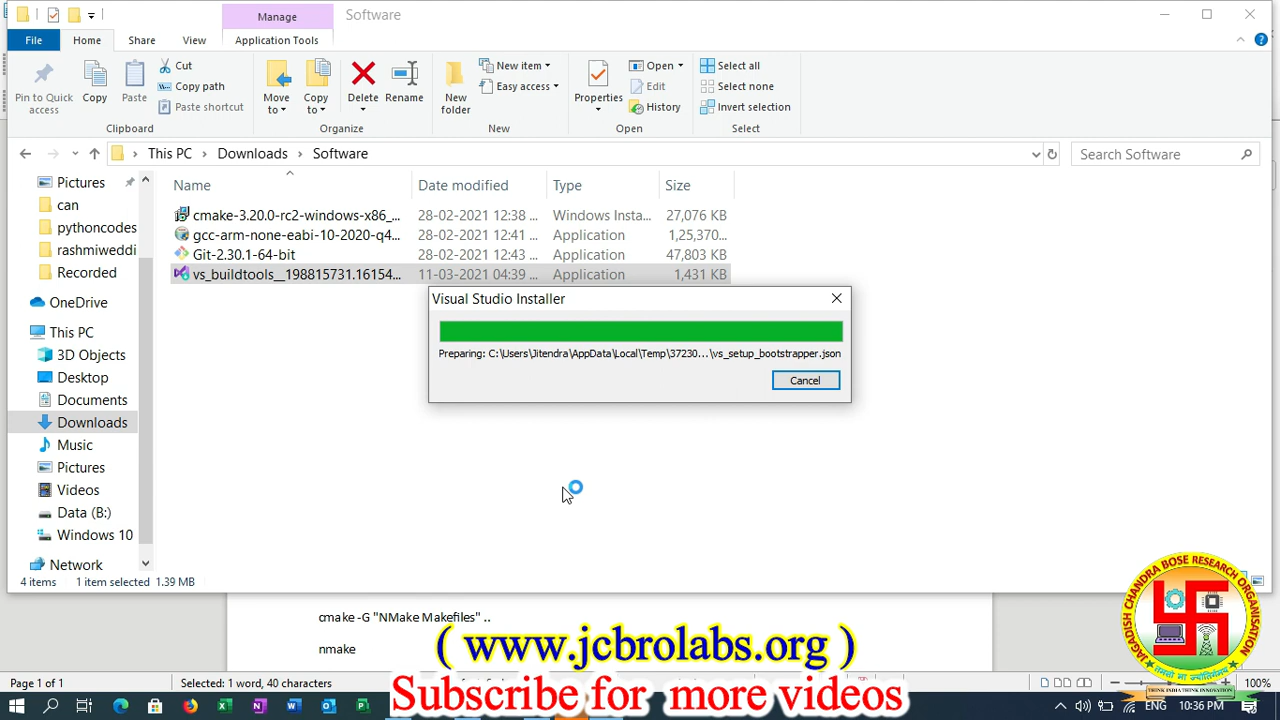 Manage
Software
File
Home
Share
View
Application Tools
Pin to Quick access
Copy
Paste
Cut
Copy path
Paste shortcut
Clipboard
Move to
Copy to
Delete
Rename
Organize
New folder
New item
Easy access
New
Properties
Open
Edit
History
Open
Select all
Select none
Invert selection
Select
This PC
Downloads
Software
Search Software
Name
Date modified
Type
Size
cmake-3.20.0-rc2-windows-x86_... 28-02-2021 12:38 ... Windows Insta... 27,076 KB
gcc-arm-none-eabi-10-2020-q4... 28-02-2021 12:41 ... Application 1,25,370...
Git-2.30.1-64-bit 28-02-2021 12:43 ... Application 47,803 KB
vs_buildtools__198815731.16154... 11-03-2021 04:39 ... Application 1,431 KB
Pictures
can
pythoncodes
rashmiweddi
Recorded
OneDrive
This PC
3D Objects
Desktop
Documents
Downloads
Music
Pictures
Videos
Data (B:)
Windows 10
Network
Visual Studio Installer
Preparing: C:\Users\Jitendra\AppData\Local\Temp\37230...\vs_setup_bootstrapper.json
Cancel
4 items
1 item selected 1.39 MB
cmake -G "NMake Makefiles" ..
nmake
( www.jcbrolabs.org )
Subscribe for more videos
JAGADISH CHANDRA BOSE RESEARCH ORGANISATION
THINK INDIA THINK INNOVATION
Page 1 of 1
Selected: 1 word, 40 characters
100%
ENG
10:36 PM